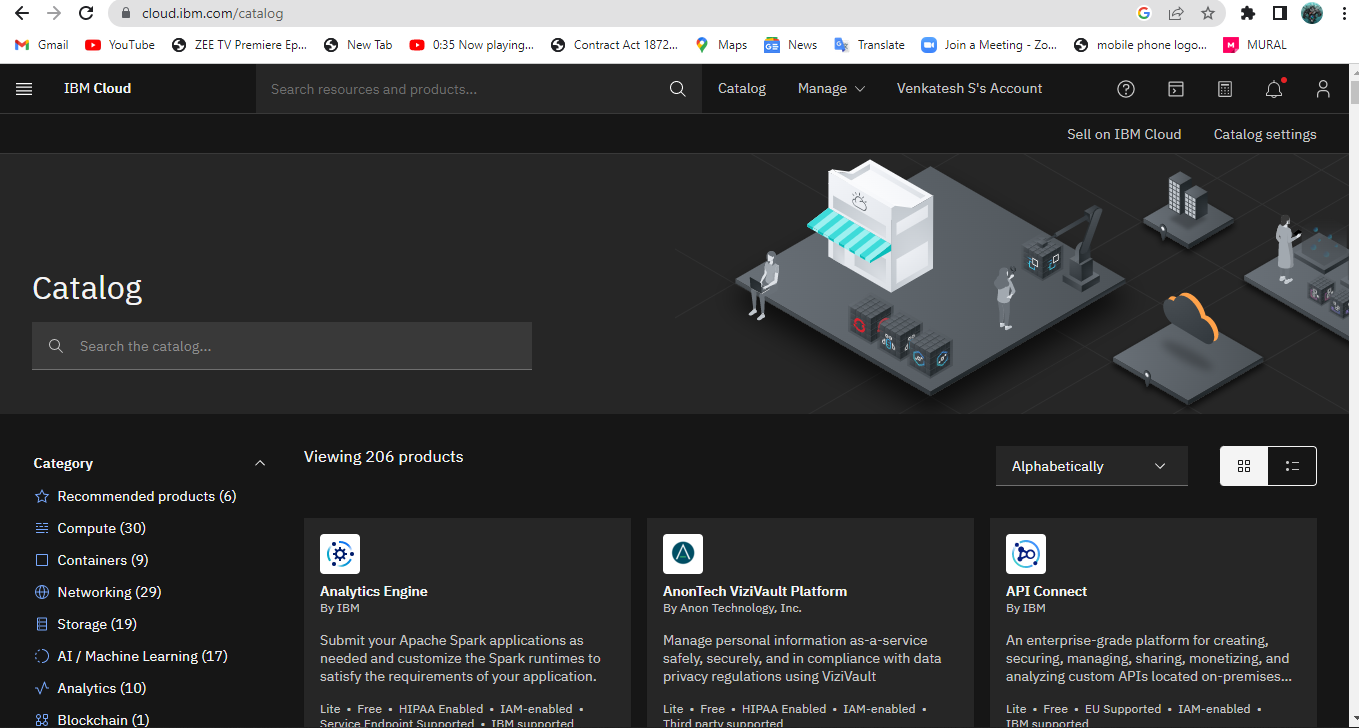 cloud.ibm.com/catalog
Gmail
YouTube
ZEE TV Premiere Ep...
New Tab
0:35 Now playing...
Contract Act 1872...
Maps
News
Translate
Join a Meeting - Zo...
mobile phone logo...
MURAL
IBM Cloud
Search resources and products...
Catalog
Manage
Venkatesh S's Account
Sell on IBM Cloud
Catalog settings
Catalog
Search the catalog...
Category
Recommended products (6)
Compute (30)
Containers (9)
Networking (29)
Storage (19)
AI / Machine Learning (17)
Analytics (10)
Blockchain (1)
Viewing 206 products
Alphabetically
Analytics Engine
By IBM
Submit your Apache Spark applications as
needed and customize the Spark runtimes to
satisfy the requirements of your application.
Lite • Free • HIPAA Enabled • IAM-enabled •
Service Endpoint Supported • IBM supported
AnonTech ViziVault Platform
By Anon Technology, Inc.
Manage personal information as-a-service
safely, securely, and in compliance with data
privacy regulations using ViziVault
Lite • Free • HIPAA Enabled • IAM-enabled •
Third party supported
API Connect
By IBM
An enterprise-grade platform for creating,
securing, managing, sharing, monetizing, and
analyzing custom APIs located on-premises...
Lite • Free • EU Supported • IAM-enabled •
IBM supported